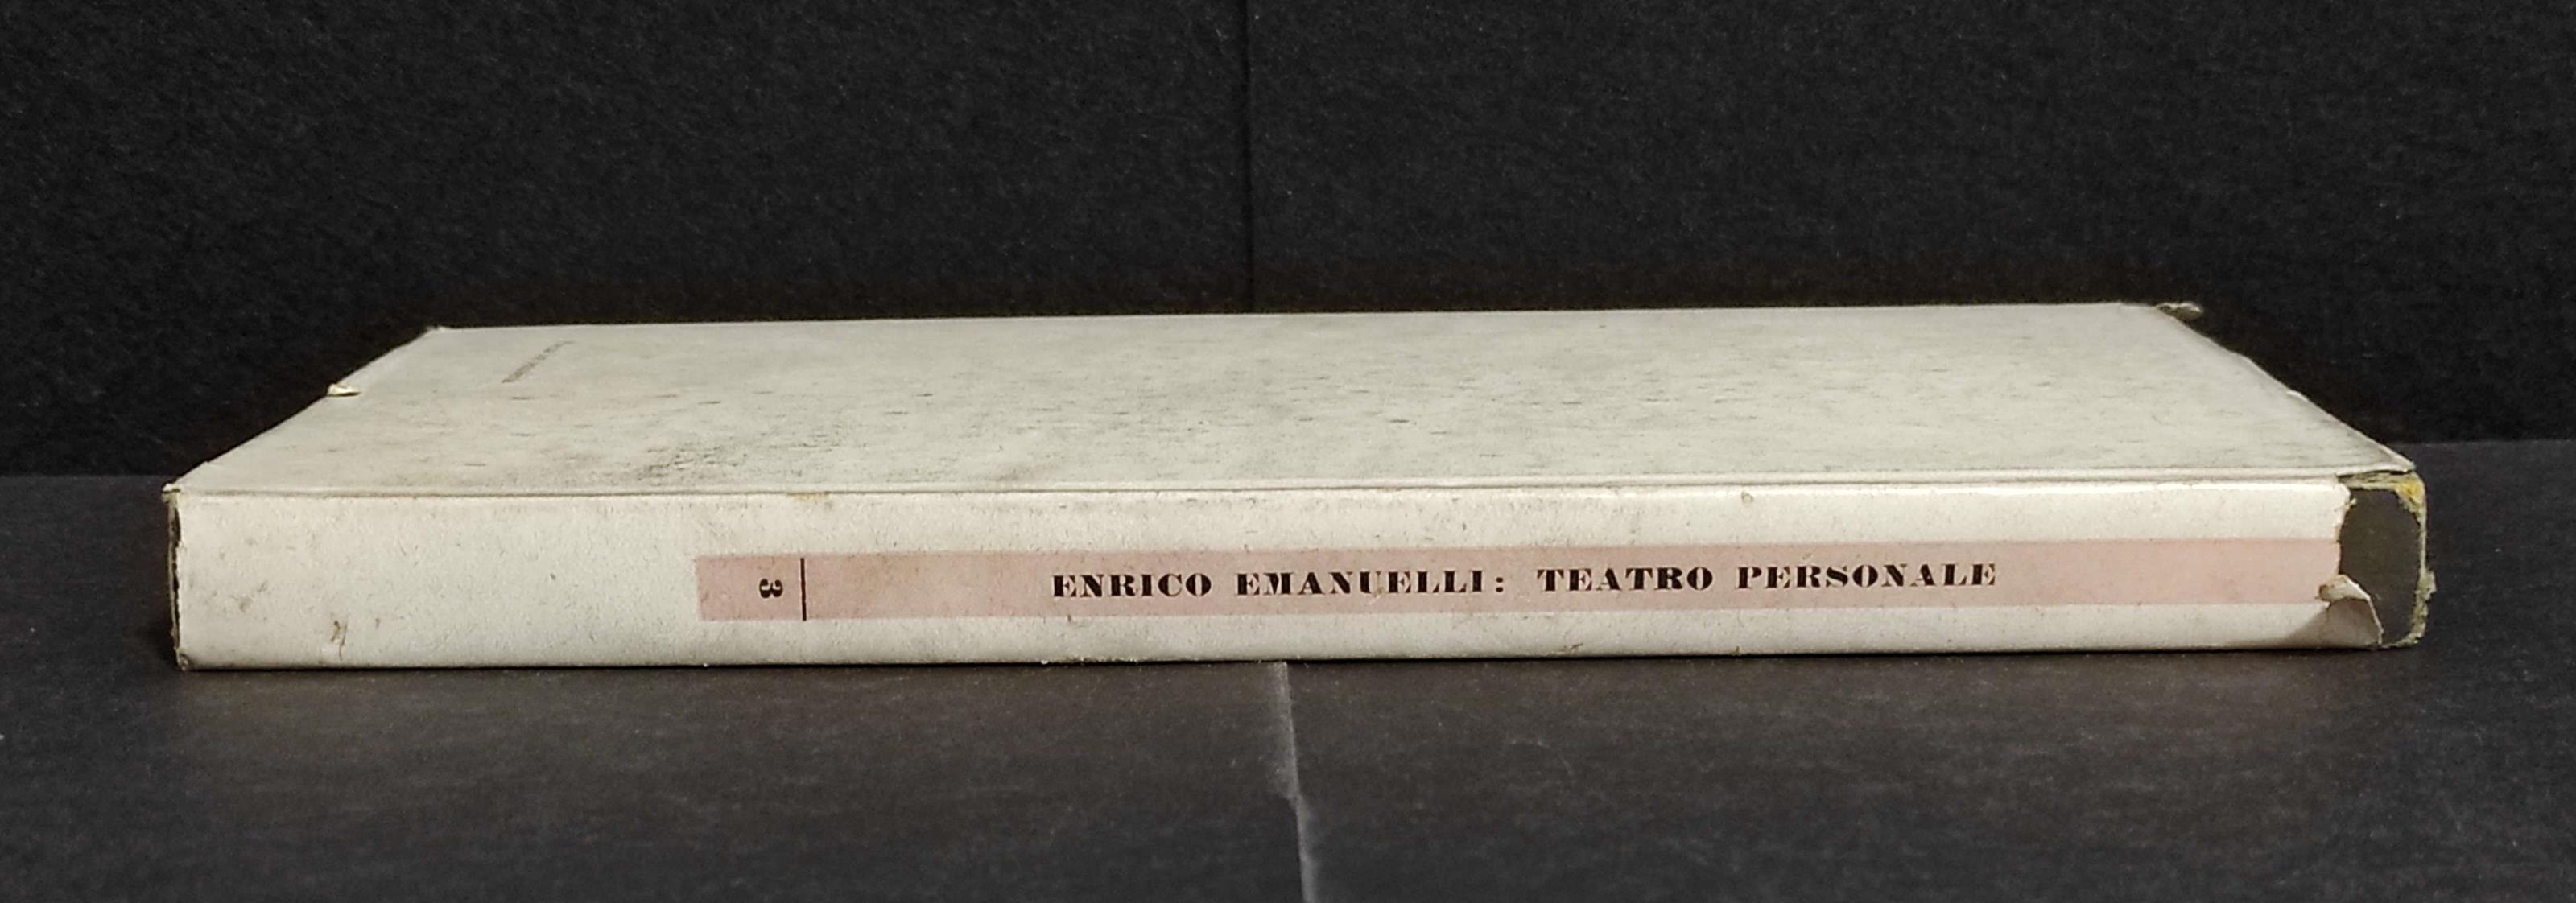 3
ENRICO EMANUELLI: TEATRO PERSONALE